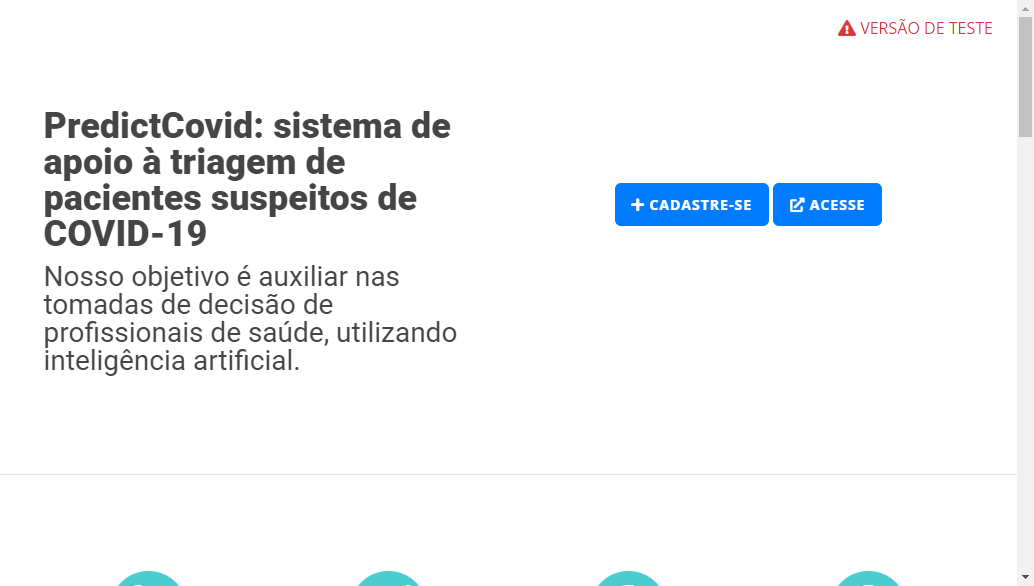 VERSÃO DE TESTE
PredictCovid: sistema de
apoio à triagem de
pacientes suspeitos de
COVID-19
Nosso objetivo é auxiliar nas
tomadas de decisão de
profissionais de saúde, utilizando
inteligência artificial.
CADASTRE-SE
ACESSE